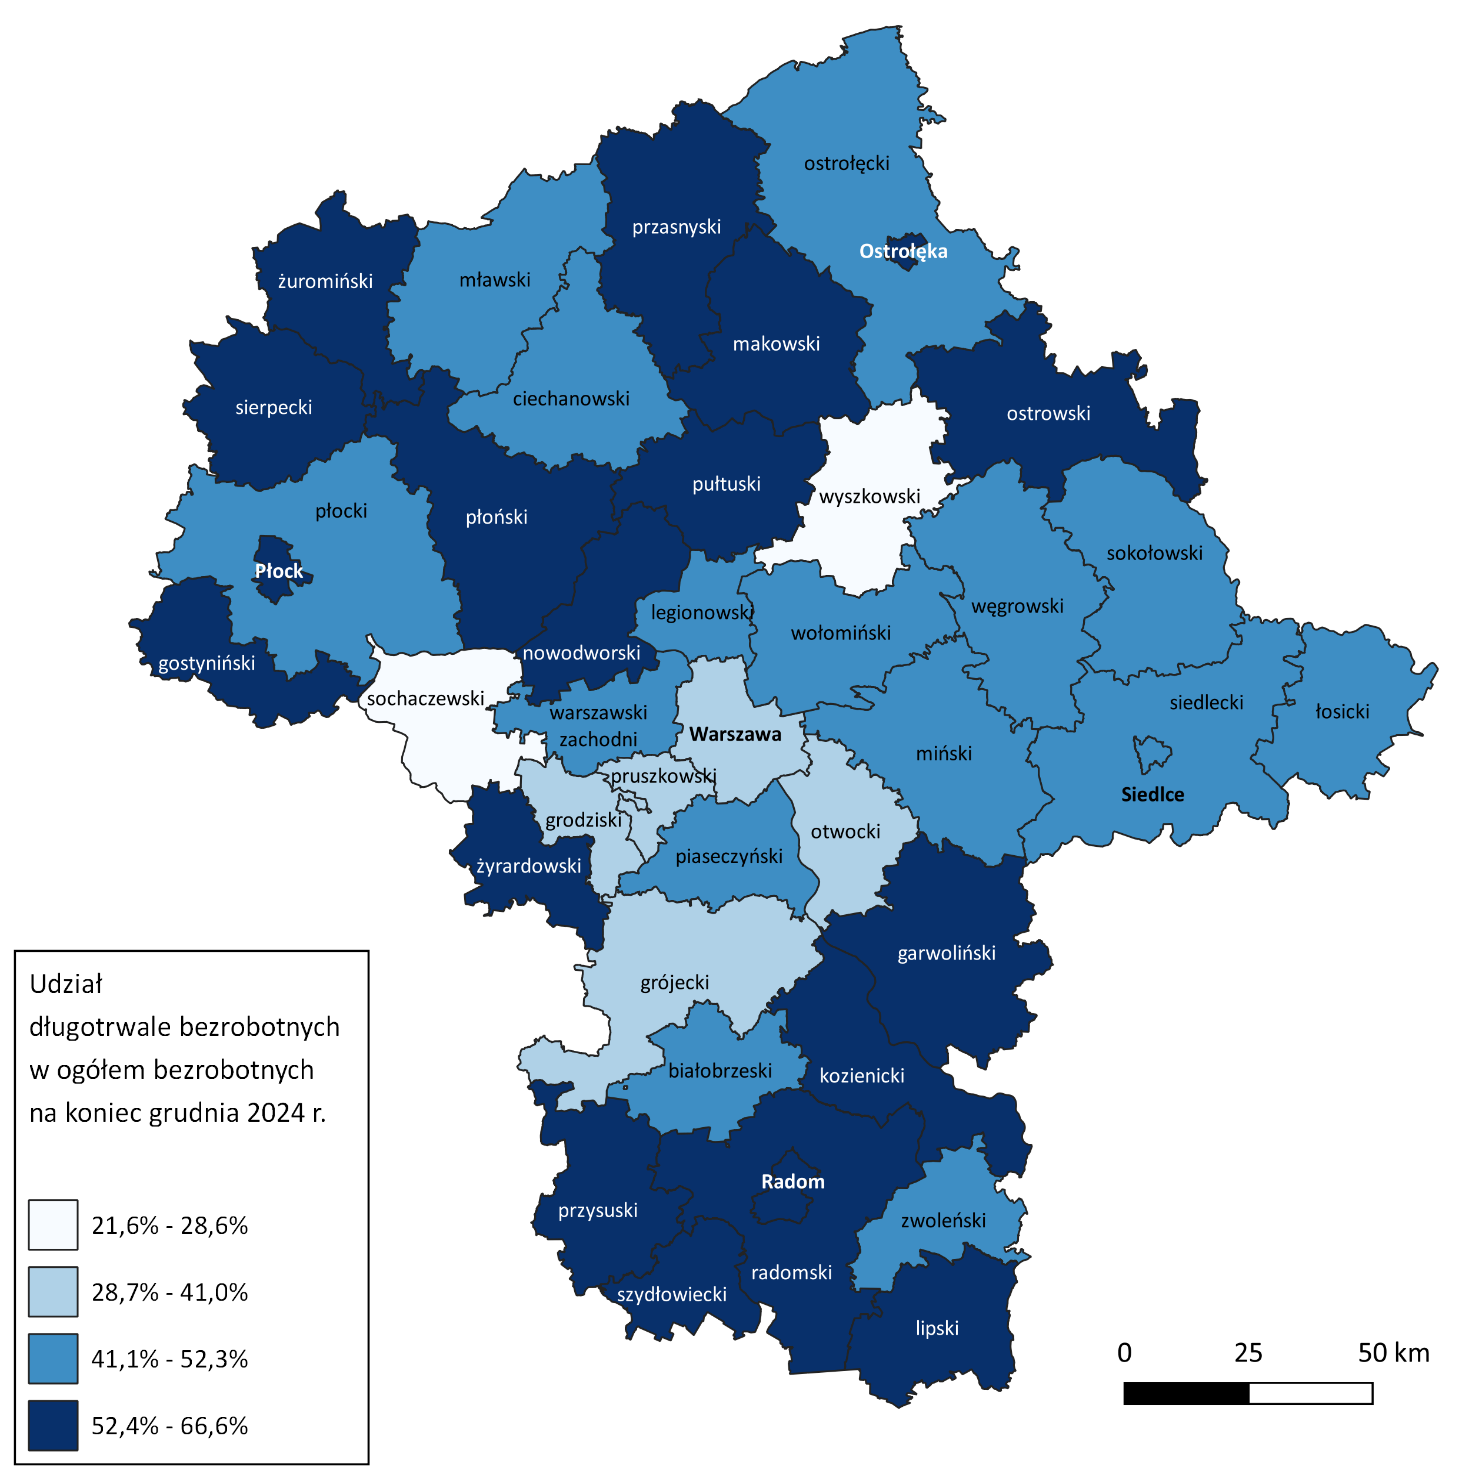 ostrołęcki
przasnyski
Ostrołęka
żuromiński
mławski
makowski
ciechanowski
sierpecki
ostrowski
pułtuski
wyszkowski
płocki
płoński
sokołowski
Płock
węgrowski
legionowski
wołomiński
nowodworski
gostyniński
sochaczewski
siedlecki
łosicki
warszawski
zachodni
Warszawa
miński
pruszkowski
Siedlce
grodziski
otwocki
piaseczyński
żyrardowski
garwoliński
grójecki
białobrzeski
kozienicki
Radom
przysuski
zwoleński
radomski
szydłowiecki
lipski
Udział
długotrwale bezrobotnych
w ogółem bezrobotnych
na koniec grudnia 2024 r.
21,6% - 28,6%
28,7% - 41,0%
41,1% - 52,3%
52,4% - 66,6%
0 25 50 km